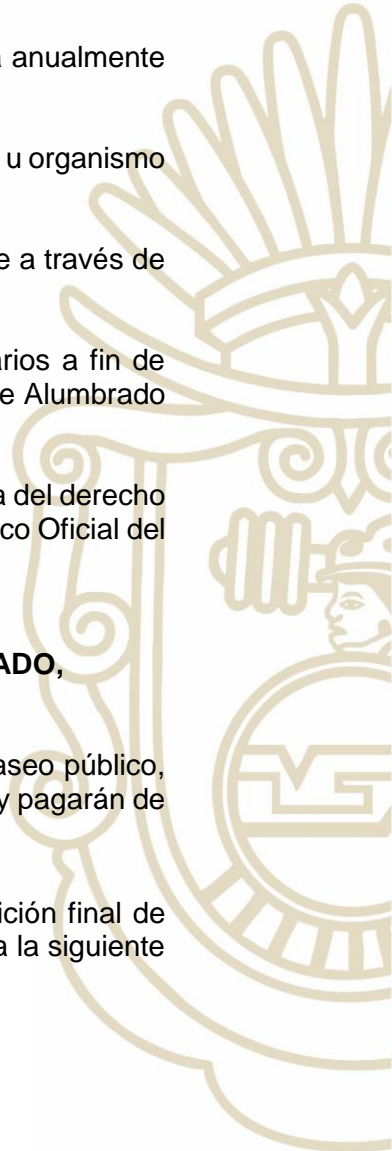 anualmente
u organismo
e a través de
rios a fin de
e Alumbrado
a del derecho
co Oficial del
ADO,
aseo público,
y pagarán de
ición final de
a la siguiente